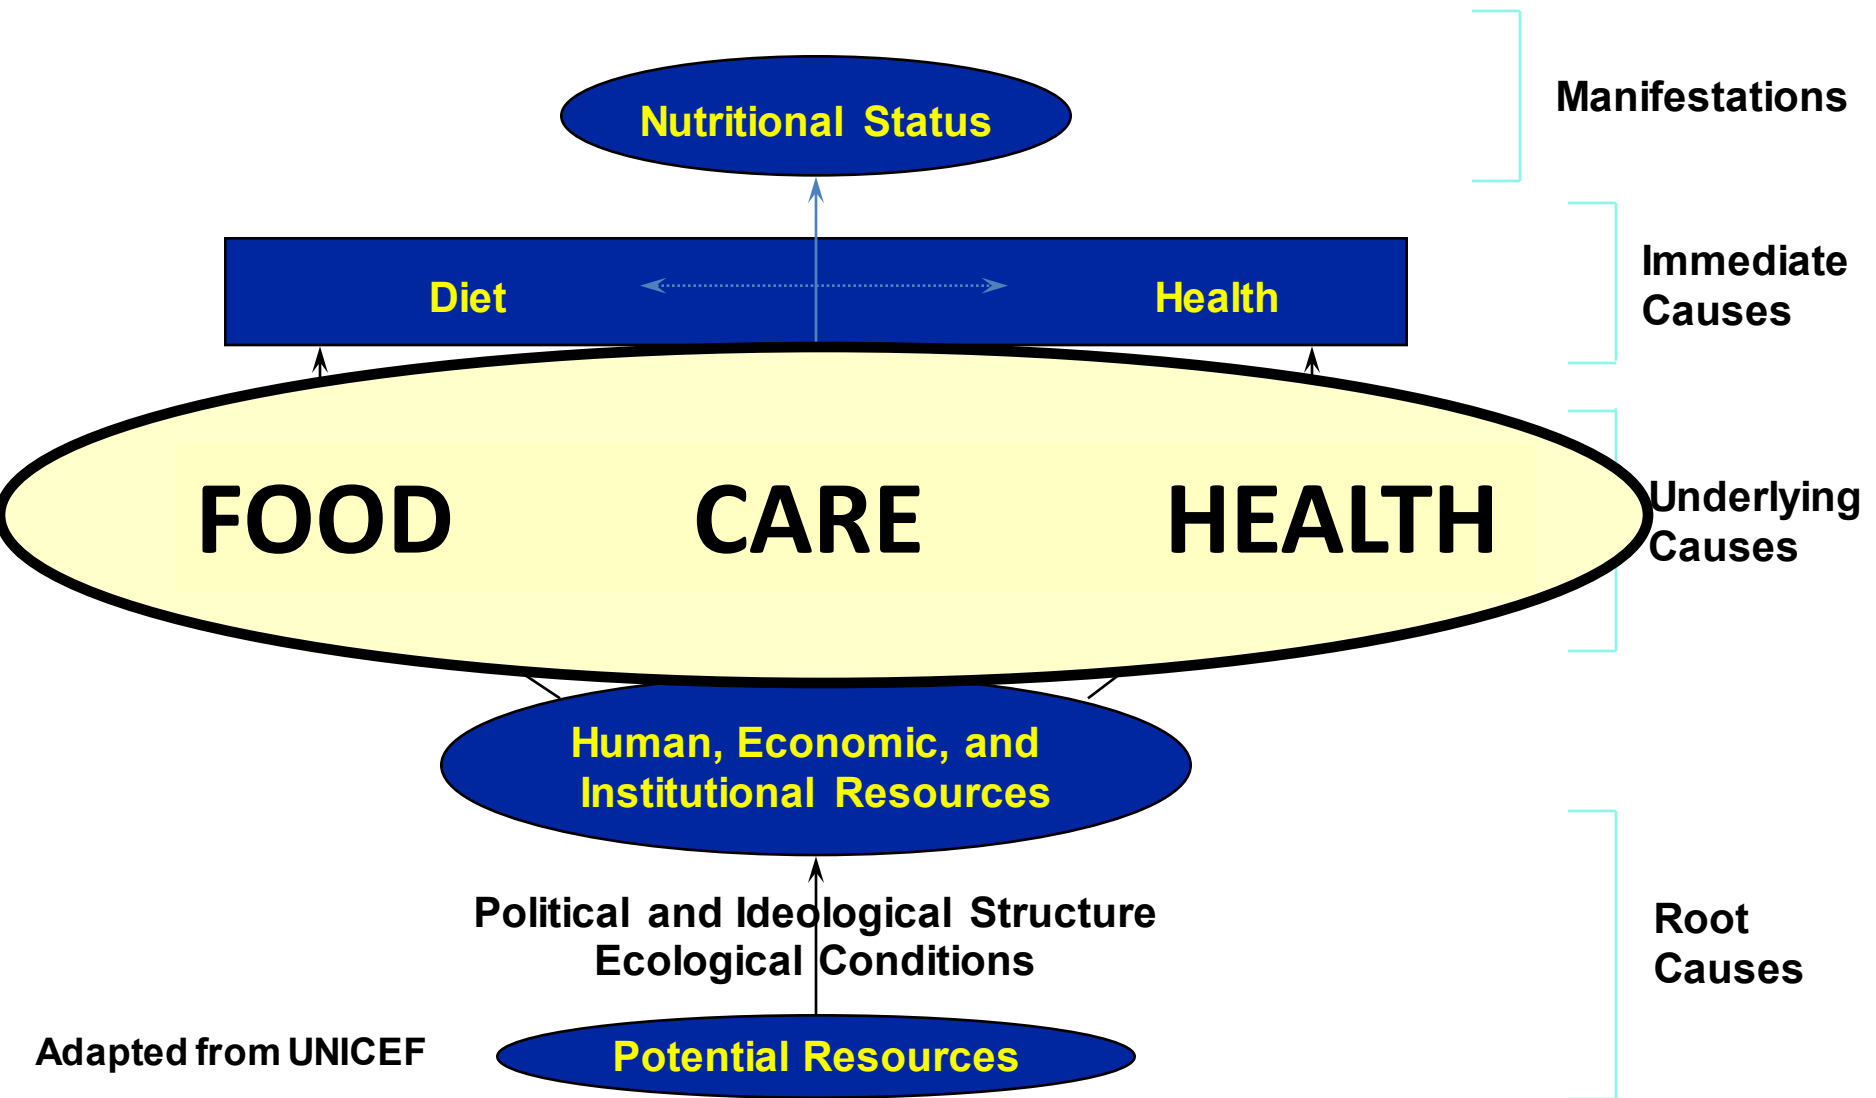 Manifestations
Nutritional Status
Immediate
Causes
Diet
Health
FOOD CARE HEALTH
Underlying
Causes
Human, Economic, and
Institutional Resources
Political and Ideological Structure
Ecological Conditions
Root
Causes
Adapted from UNICEF
Potential Resources